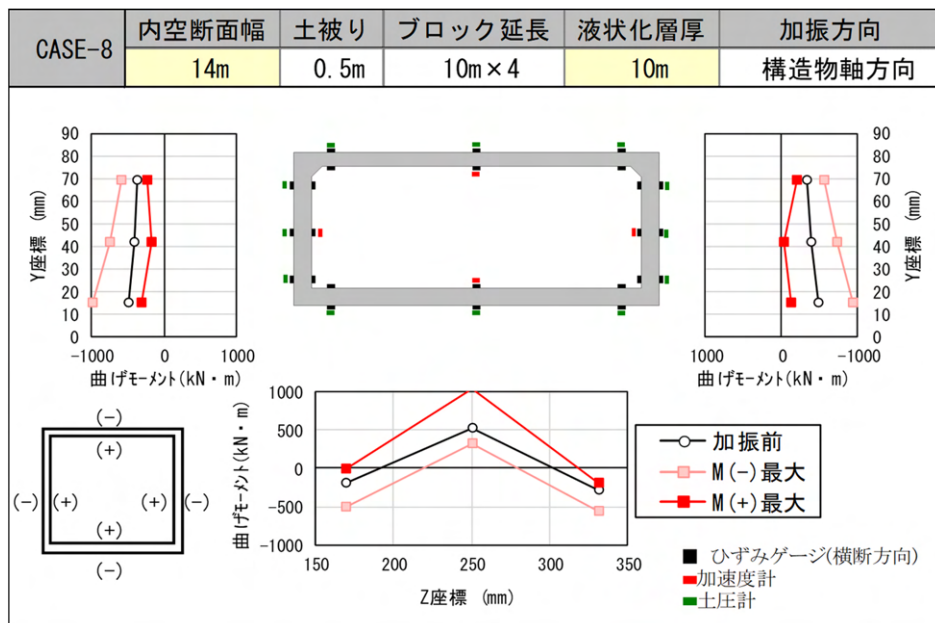 CASE-8
内空断面幅 土被り ブロック延長 液状化層厚 加振方向
14m 0.5m 10m×4 10m 構造物軸方向
90
80
70
60
50
40
30
20
10
0
Y座標 (mm)
-1000 0 1000
曲げモーメント(kN・m)
90
80
70
60
50
40
30
20
10
0
Y座標 (mm)
1000 0 -1000
曲げモーメント(kN・m)
(-)
(+)
(-) (+) (+) (-)
(+)
(-)
1000
500
0
-500
-1000
曲げモーメント(kN・m)
150 200 250 300 350
Z座標 (mm)
加振前
M(-)最大
M(+)最大
ひずみゲージ(横断方向)
加速度計
土圧計